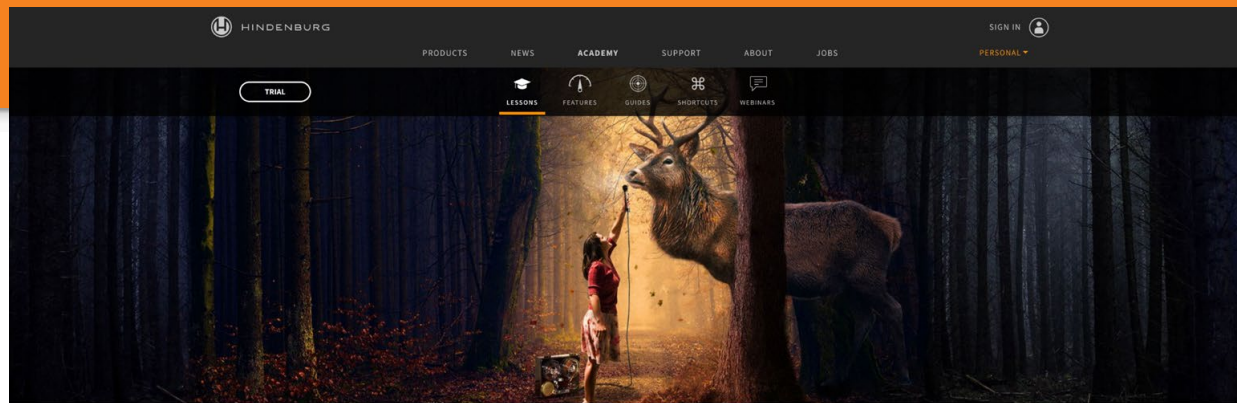 HINDENBURG
SIGN IN
PRODUCTS NEWS ACADEMY SUPPORT ABOUT JOBS PERSONAL
TRIAL
LESSONS FEATURES GUIDES SHORTCUTS WEBINARS